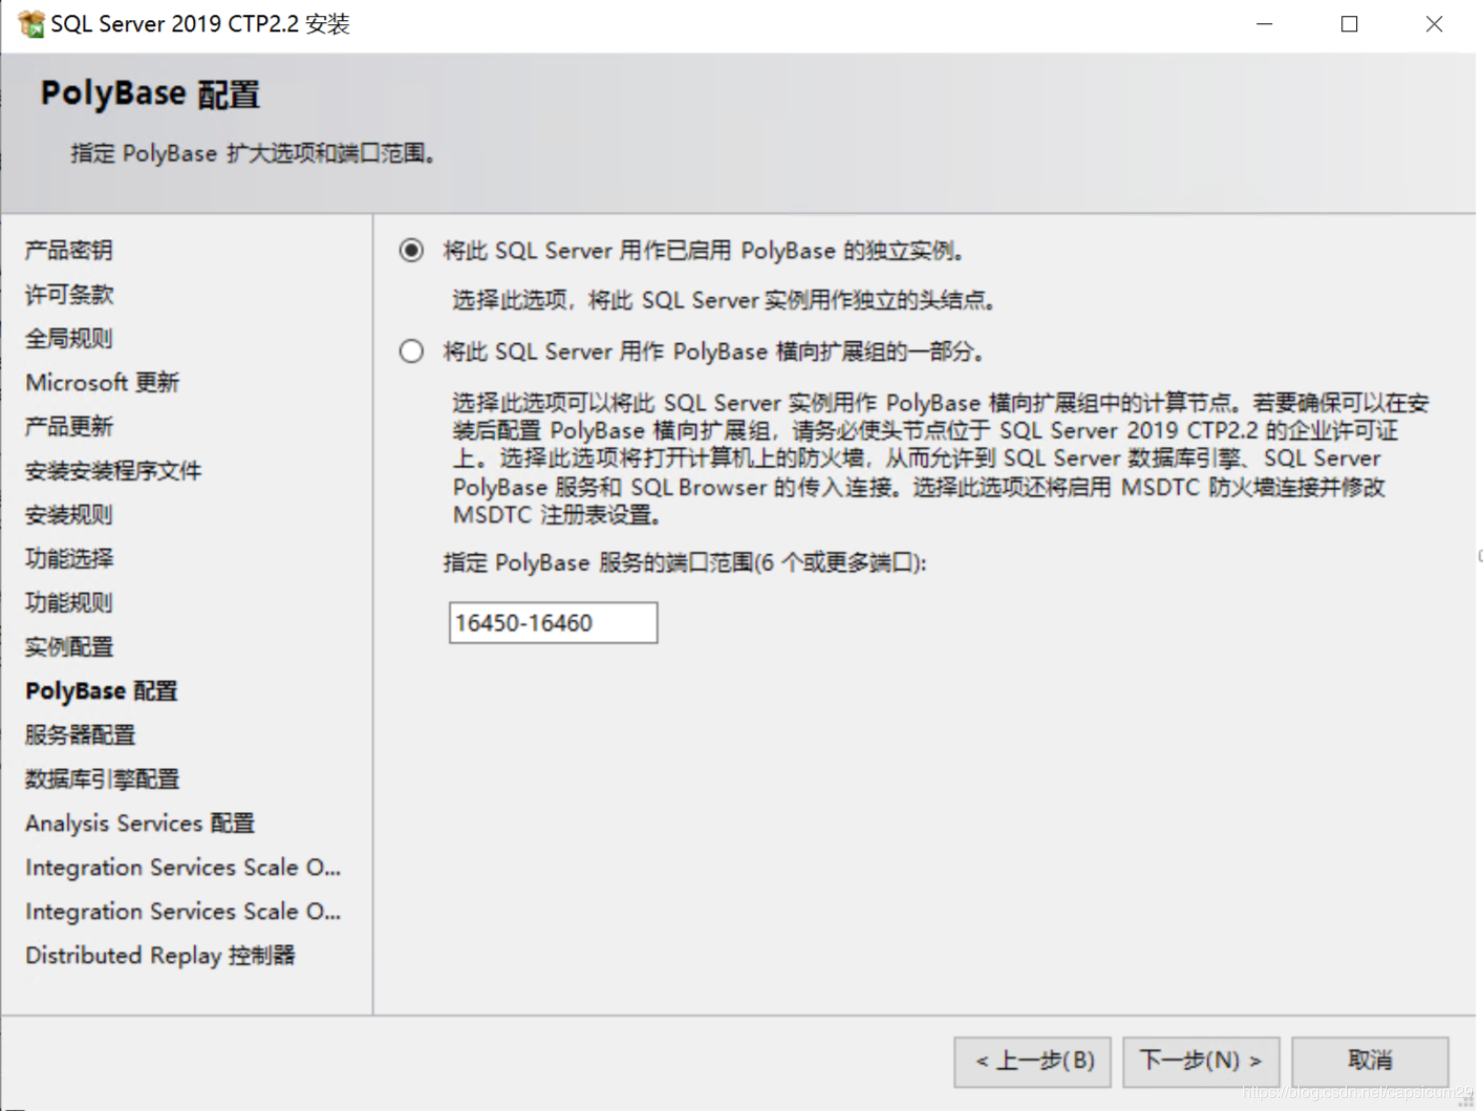 SQL Server 2019 CTP2.2 安装
PolyBase 配置
指定 PolyBase 扩大选项和端口范围。
产品密钥
许可条款
全局规则
Microsoft 更新
产品更新
安装安装程序文件
安装规则
功能选择
功能规则
实例配置
PolyBase 配置
服务器配置
数据库引擎配置
Analysis Services 配置
Integration Services Scale O...
Integration Services Scale O...
Distributed Replay 控制器
将此 SQL Server 用作已启用 PolyBase 的独立实例。
选择此选项，将此 SQL Server 实例用作独立的头结点。
将此 SQL Server 用作 PolyBase 横向扩展组的一部分。
选择此选项可以将此 SQL Server 实例用作 PolyBase 横向扩展组中的计算节点。若要确保可以在安
装后配置 PolyBase 横向扩展组，请务必使头节点位于 SQL Server 2019 CTP2.2 的企业许可证
上。选择此选项将打开计算机上的防火墙，从而允许到 SQL Server 数据库引擎、SQL Server
PolyBase 服务和 SQL Browser 的传入连接。选择此选项还将启用 MSDTC 防火墙连接并修改
MSDTC 注册表设置。
指定 PolyBase 服务的端口范围(6 个或更多端口):
16450-16460
< 上一步(B)
下一步(N) >
取消
https://blog.csdn.net/capsicum29